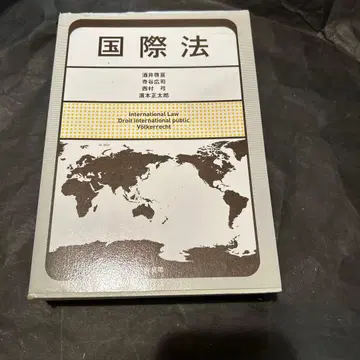 国際法
酒井啓亘
寺谷広司
西村 弓
濵本正太郎
International Law
Droit international public
Völkerrecht